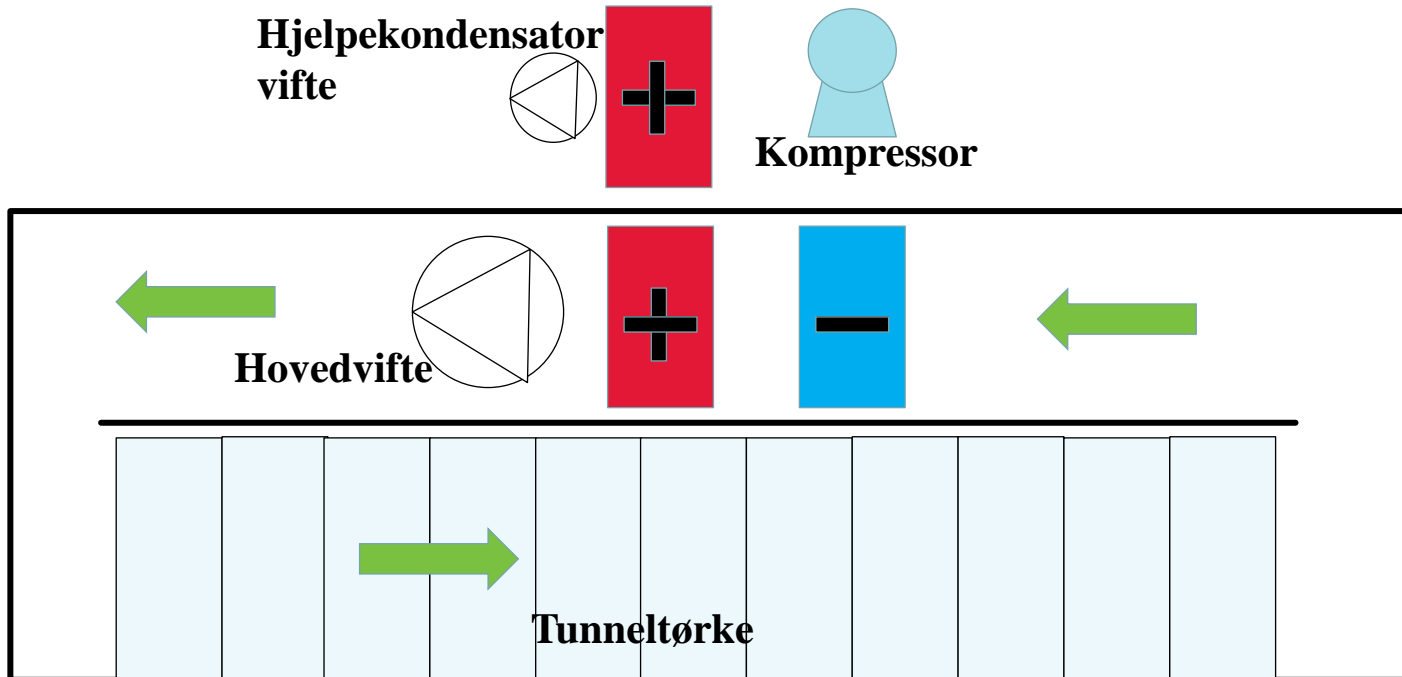 Hjelpekondensator
vifte
Kompressor
Hovedvifte
Tunneltørke